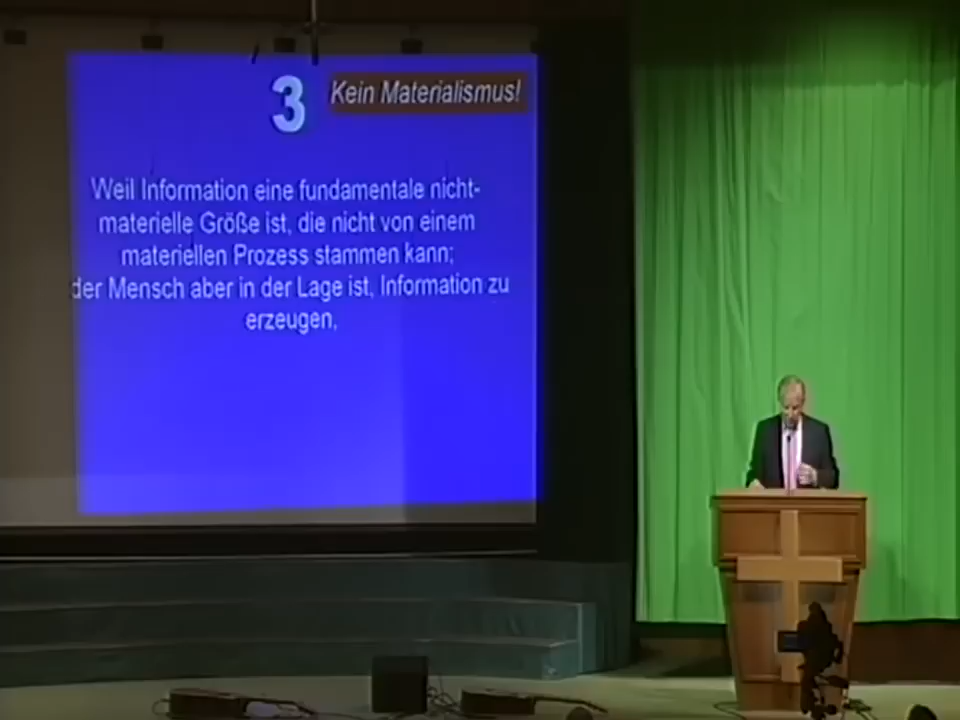 3 Kein Materialismus!
Weil Information eine fundamentale nicht-
materielle Größe ist, die nicht von einem
materiellen Prozess stammen kann;
der Mensch aber in der Lage ist, Information zu
erzeugen,